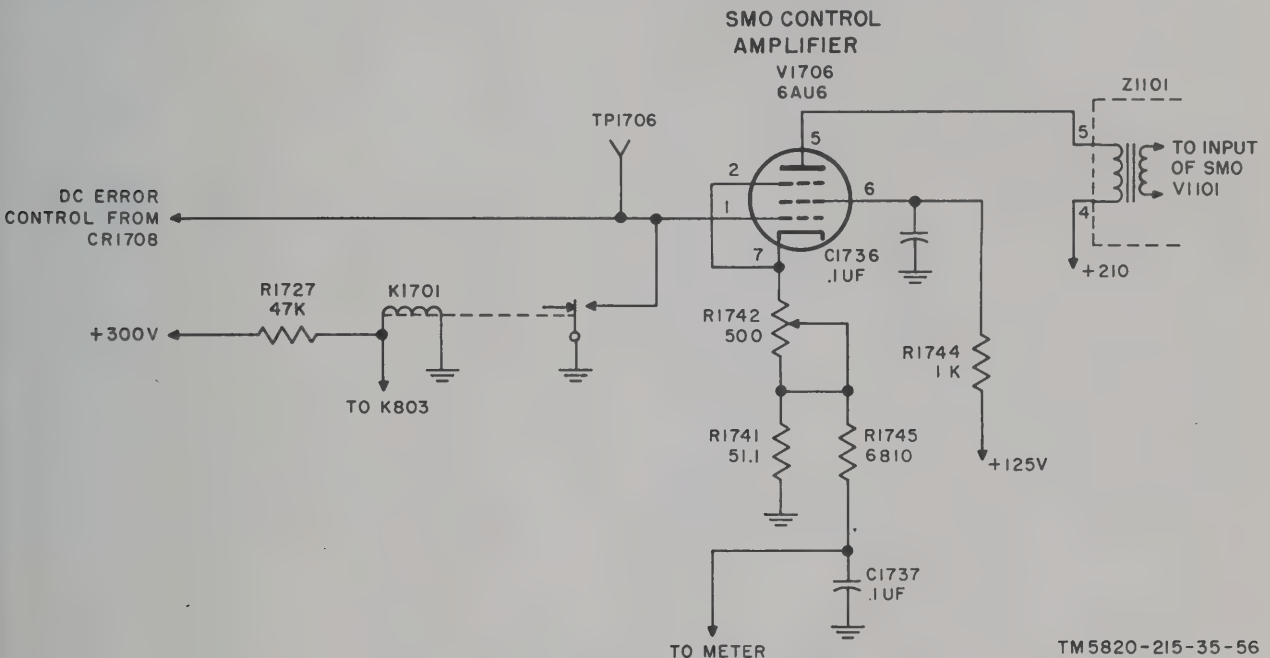 SMO CONTROL
AMPLIFIER
V1706
6AU6
Z1101
TP1706
5
5
TO INPUT
OF SMO
V1101
2
6
DC ERROR
CONTROL FROM
CR1708
1
4
7
C1736
.1UF
+210
R1727
47K
K1701
R1742
500
+300V
R1744
1K
TO K803
R1741
51.1
R1745
6810
+125V
C1737
.1UF
TO METER
TM5820-215-35-56